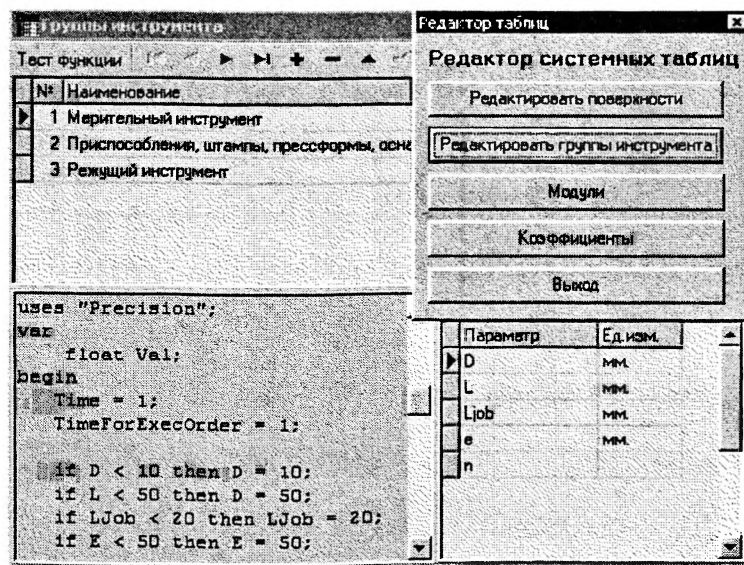 Группы инструмента
Тест функции
№ Наименование
1 Мерительный инструмент
2 Приспособления, штампы, прессформы, осна
3 Режущий инструмент
Редактор таблиц
Редактор системных таблиц
Редактировать поверхности
Редактировать группы инструмента
Модули
Коэффициенты
Выход
uses "Precision";
var
float Val;
begin
Time = 1;
TimeForExecOrder = 1;
if D < 10 then D = 10;
if L < 50 then D = 50;
if LJob < 20 then LJob = 20;
if E < 50 then E = 50;
Параметр Ед.изм.
D мм.
L мм.
Ljob мм.
e мм.
n